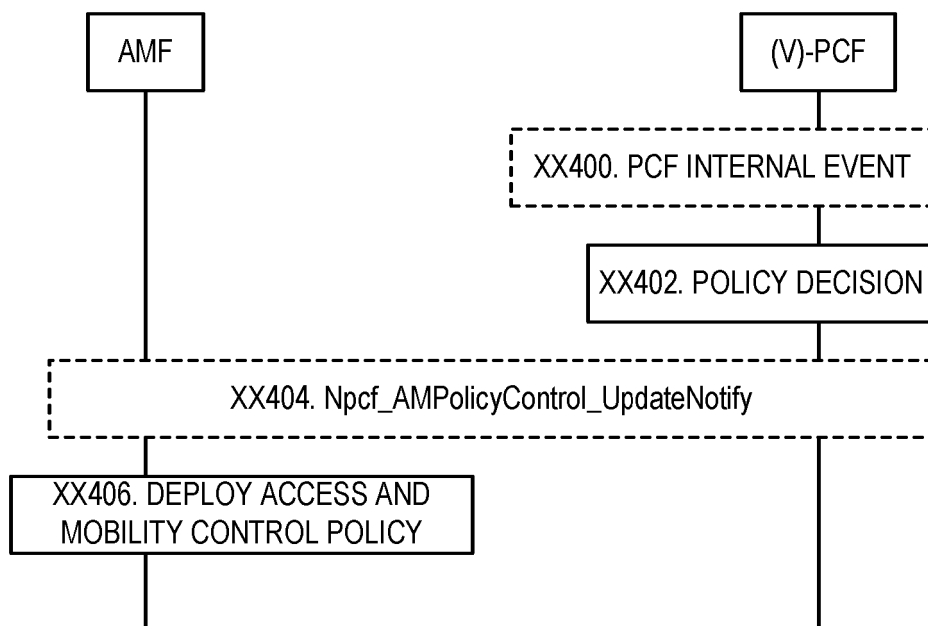 AMF
(V)-PCF
XX400. PCF INTERNAL EVENT
XX402. POLICY DECISION
XX404. Npcf_AMPolicyControl_UpdateNotify
XX406. DEPLOY ACCESS AND
MOBILITY CONTROL POLICY